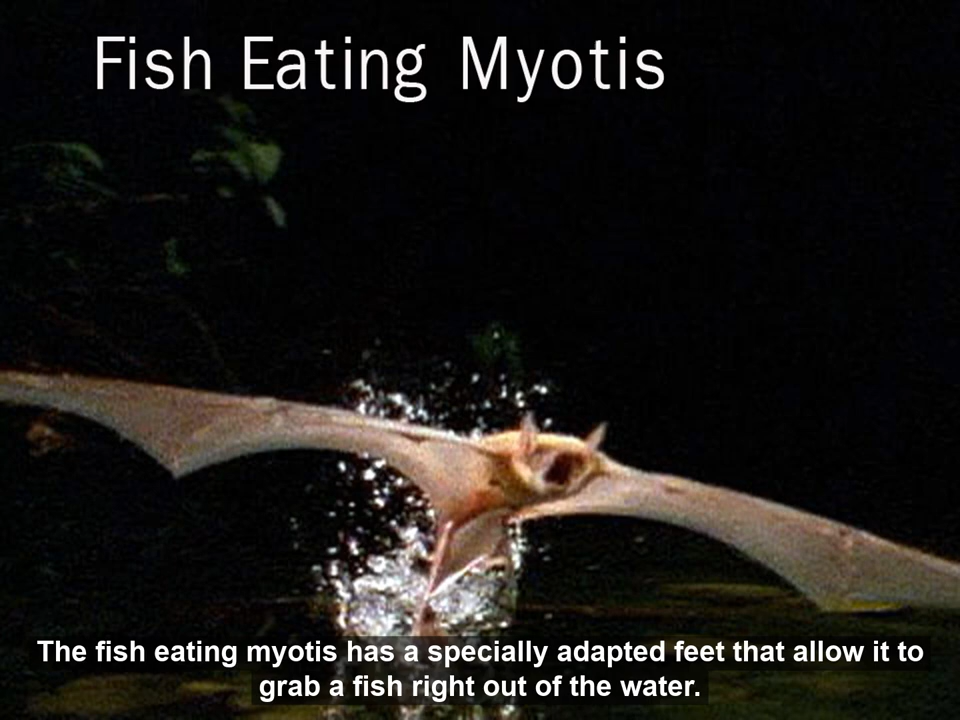 Fish Eating Myotis
The fish eating myotis has a specially adapted feet that allow it to
grab a fish right out of the water.